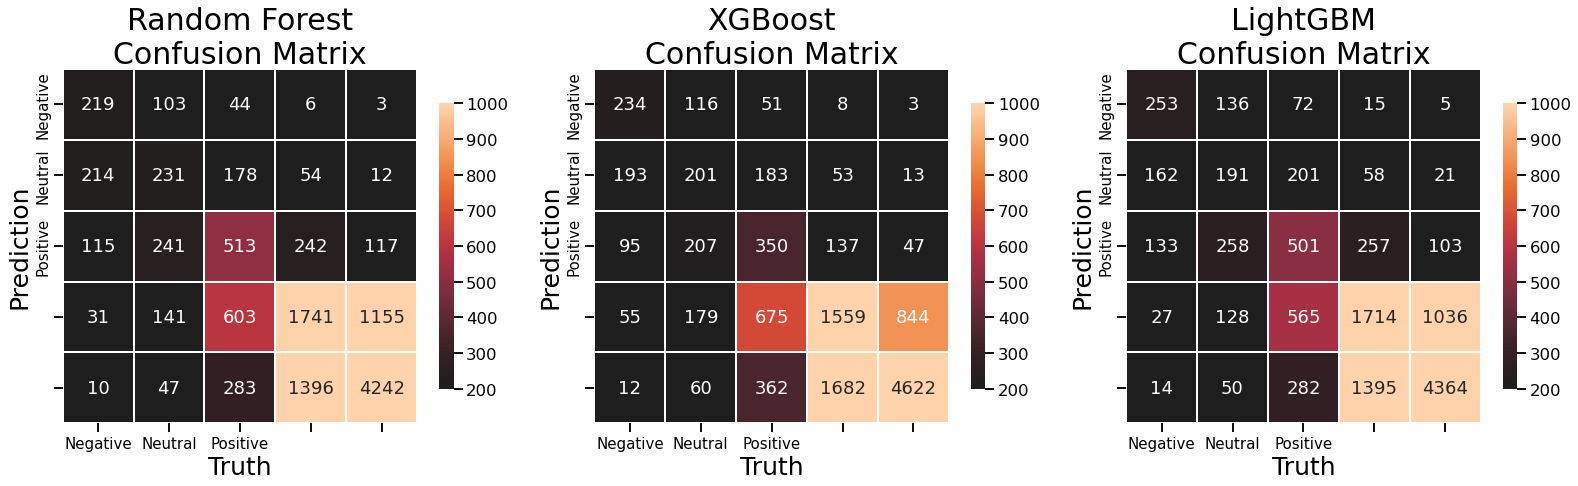 Random Forest
Confusion Matrix
Prediction
Negative
Neutral
Positive
219 103 44 6 3
214 231 178 54 12
115 241 513 242 117
31 141 603 1741 1155
10 47 283 1396 4242
Negative Neutral Positive
Truth
1000
900
800
700
600
500
400
300
200
XGBoost
Confusion Matrix
Prediction
Negative
Neutral
Positive
234 116 51 8 3
193 201 183 53 13
95 207 350 137 47
55 179 675 1559 844
12 60 362 1682 4622
Negative Neutral Positive
Truth
1000
900
800
700
600
500
400
300
200
LightGBM
Confusion Matrix
Prediction
Negative
Neutral
Positive
253 136 72 15 5
162 191 201 58 21
133 258 501 257 103
27 128 565 1714 1036
14 50 282 1395 4364
Negative Neutral Positive
Truth
1000
900
800
700
600
500
400
300
200